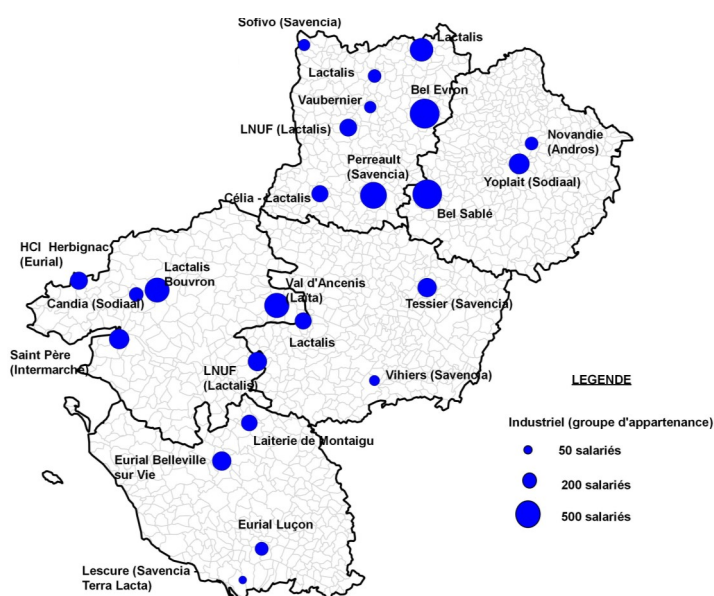 Sofivo (Savencia)
Lactalis
Lactalis
Vaubernier
Bel Evron
LNUF (Lactalis)
Novandie
(Andros)
Perreault
(Savencia)
Yoplait (Sodiaal)
Célia - Lactalis
Bel Sablé
HCI Herbignac
(Eurial)
Lactalis
Bouvron
Val d'Ancenis
(Laïta)
Candia (Sodiaal)
Tessier (Savencia)
Saint Père
(Intermarché)
Lactalis
LNUF
(Lactalis)
Vihiers (Savencia)
LEGENDE
Industriel (groupe d'appartenance)
50 salariés
200 salariés
500 salariés
Laiterie de Montaigu
Eurial Belleville
sur Vie
Eurial Luçon
Lescure (Savencia -
Terra Lacta)